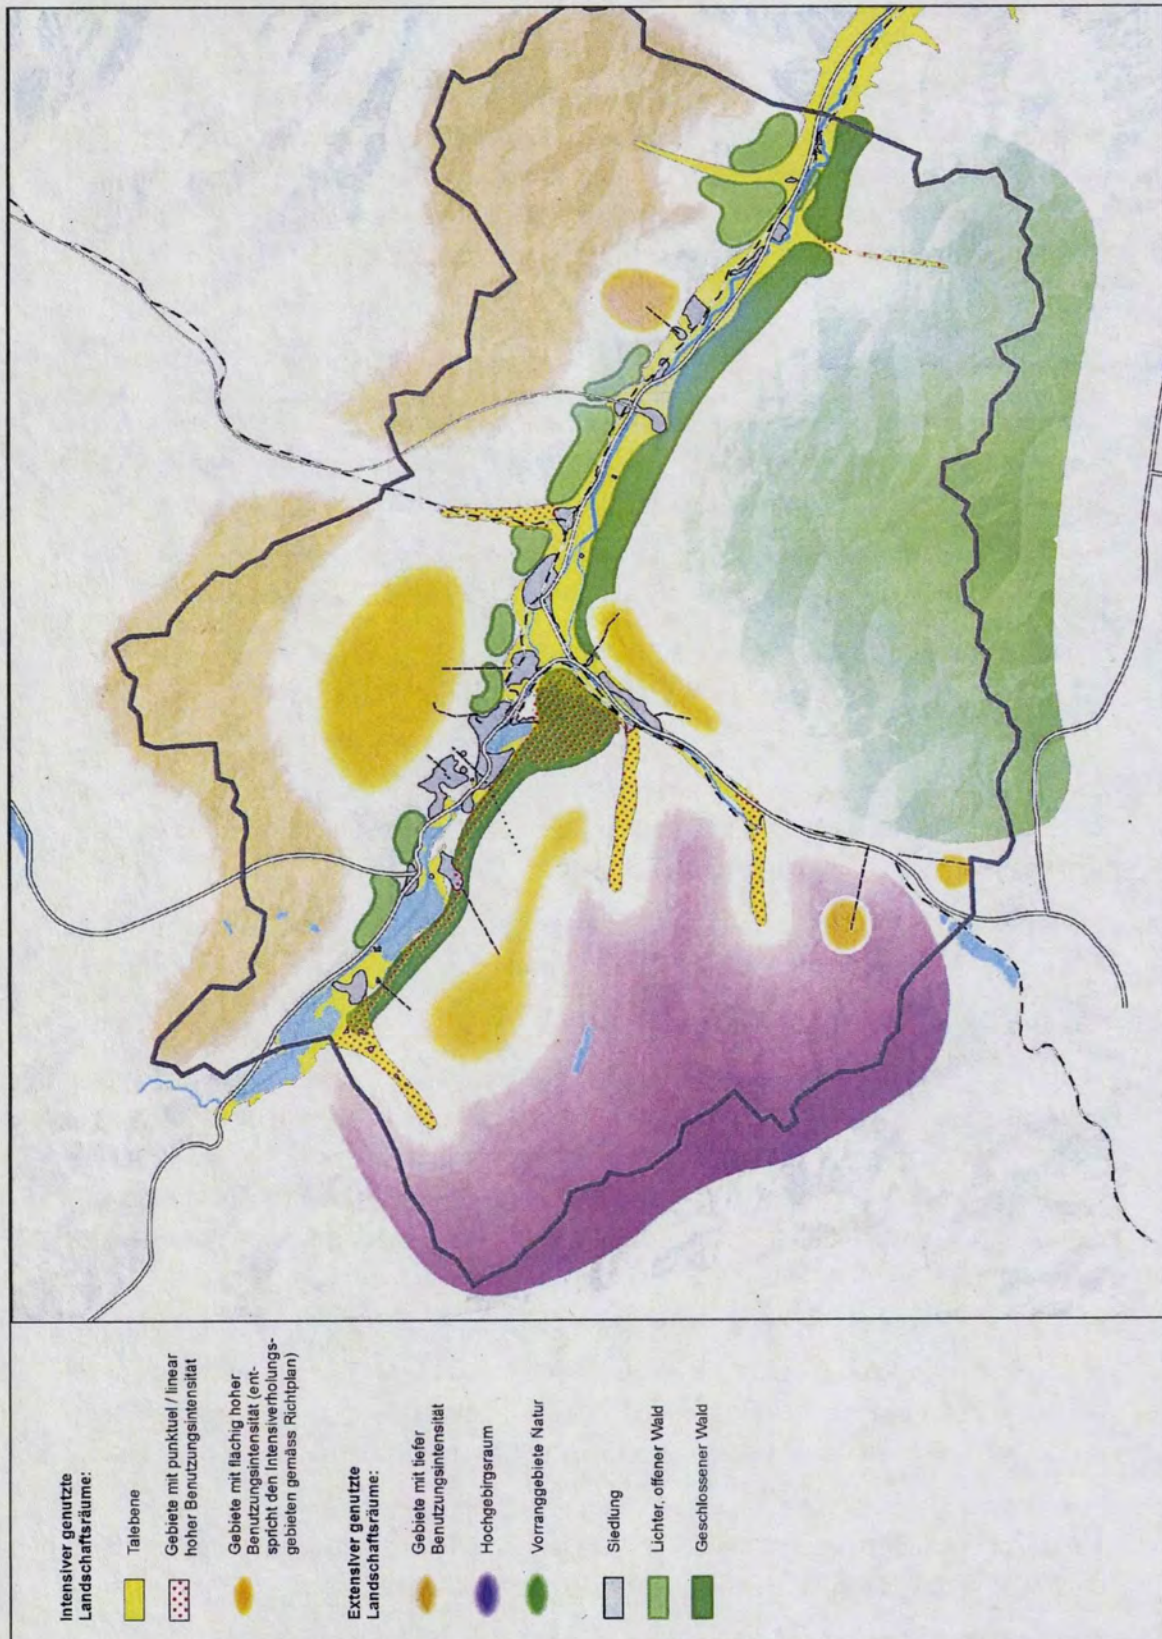 Intensiver genutzte
Landschaftsräume:
Talebene
Gebiete mit punktuel / linear
hoher Benutzungsintensität
Gebiete mit flächig hoher
Benutzungsintensität (ent-
spricht den Intensiverholungs-
gebieten gemäss Richtplan)
Extensiver genutzte
Landschaftsräume:
Gebiete mit tiefer
Benutzungsintensität
Hochgebirgsraum
Vorranggebiete Natur
Siedlung
Lichter, offener Wald
Geschlossener Wald